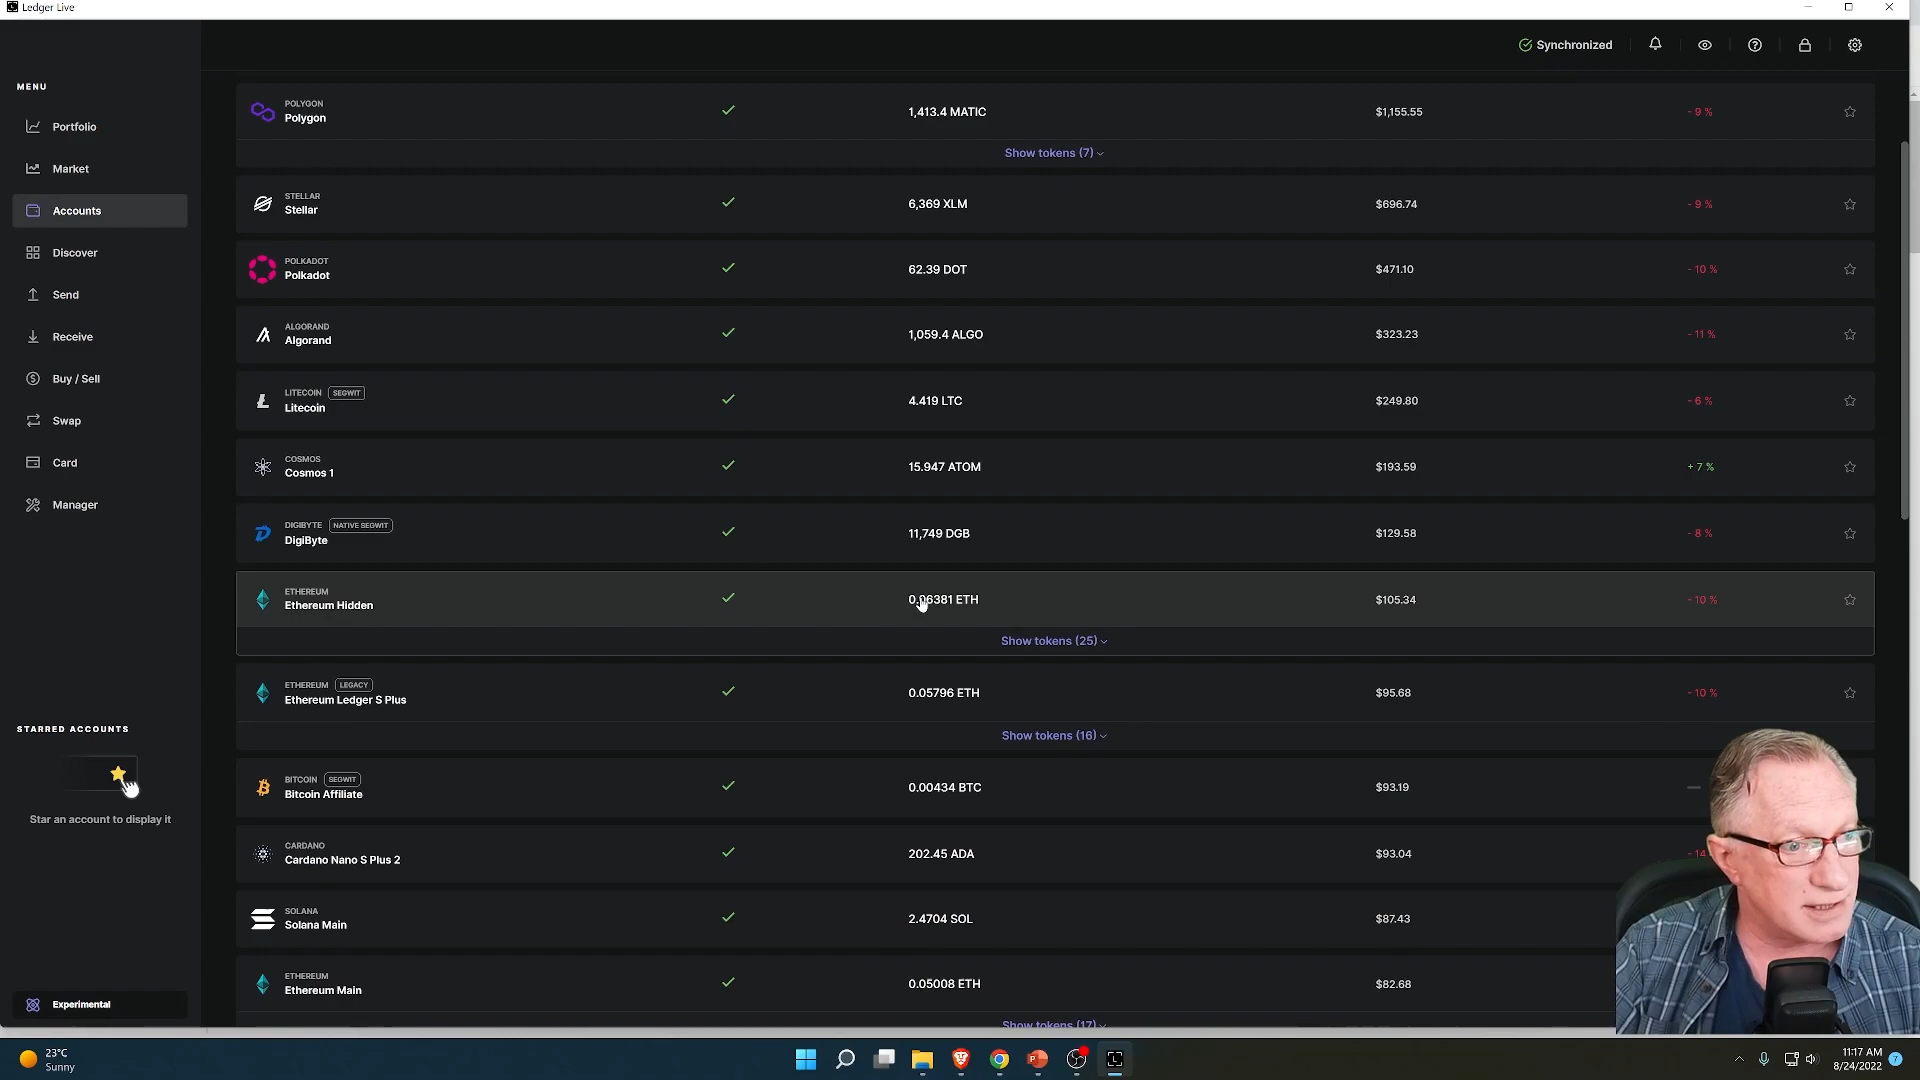 Ledger Live
Synchronized
MENU
Portfolio
Market
Accounts
Discover
Send
Receive
Buy / Sell
Swap
Card
Manager
STARRED ACCOUNTS
Star an account to display it
Experimental
POLYGON
Polygon 1,413.4 MATIC $1,155.55 - 9 %
Show tokens (7)
STELLAR
Stellar 6,369 XLM $696.74 - 9 %
POLKADOT
Polkadot 62.39 DOT $471.10 - 10 %
ALGORAND
Algorand 1,059.4 ALGO $323.23 - 11 %
LITECOIN SEGWIT
Litecoin 4.419 LTC $249.80 - 6 %
COSMOS
Cosmos 1 15.947 ATOM $193.59 + 7 %
DIGIBYTE NATIVE SEGWIT
DigiByte 11,749 DGB $129.58 - 8 %
ETHEREUM
Ethereum Hidden 0.06381 ETH $105.34 - 10 %
Show tokens (25)
ETHEREUM LEGACY
Ethereum Ledger S Plus 0.05796 ETH $95.68 - 10 %
Show tokens (16)
BITCOIN SEGWIT
Bitcoin Affiliate 0.00434 BTC $93.19 —
CARDANO
Cardano Nano S Plus 2 202.45 ADA $93.04 - 14
SOLANA
Solana Main 2.4704 SOL $87.43
ETHEREUM
Ethereum Main 0.05008 ETH $82.68
Show tokens (17)
23°C
Sunny
11:17 AM
8/24/2022
7